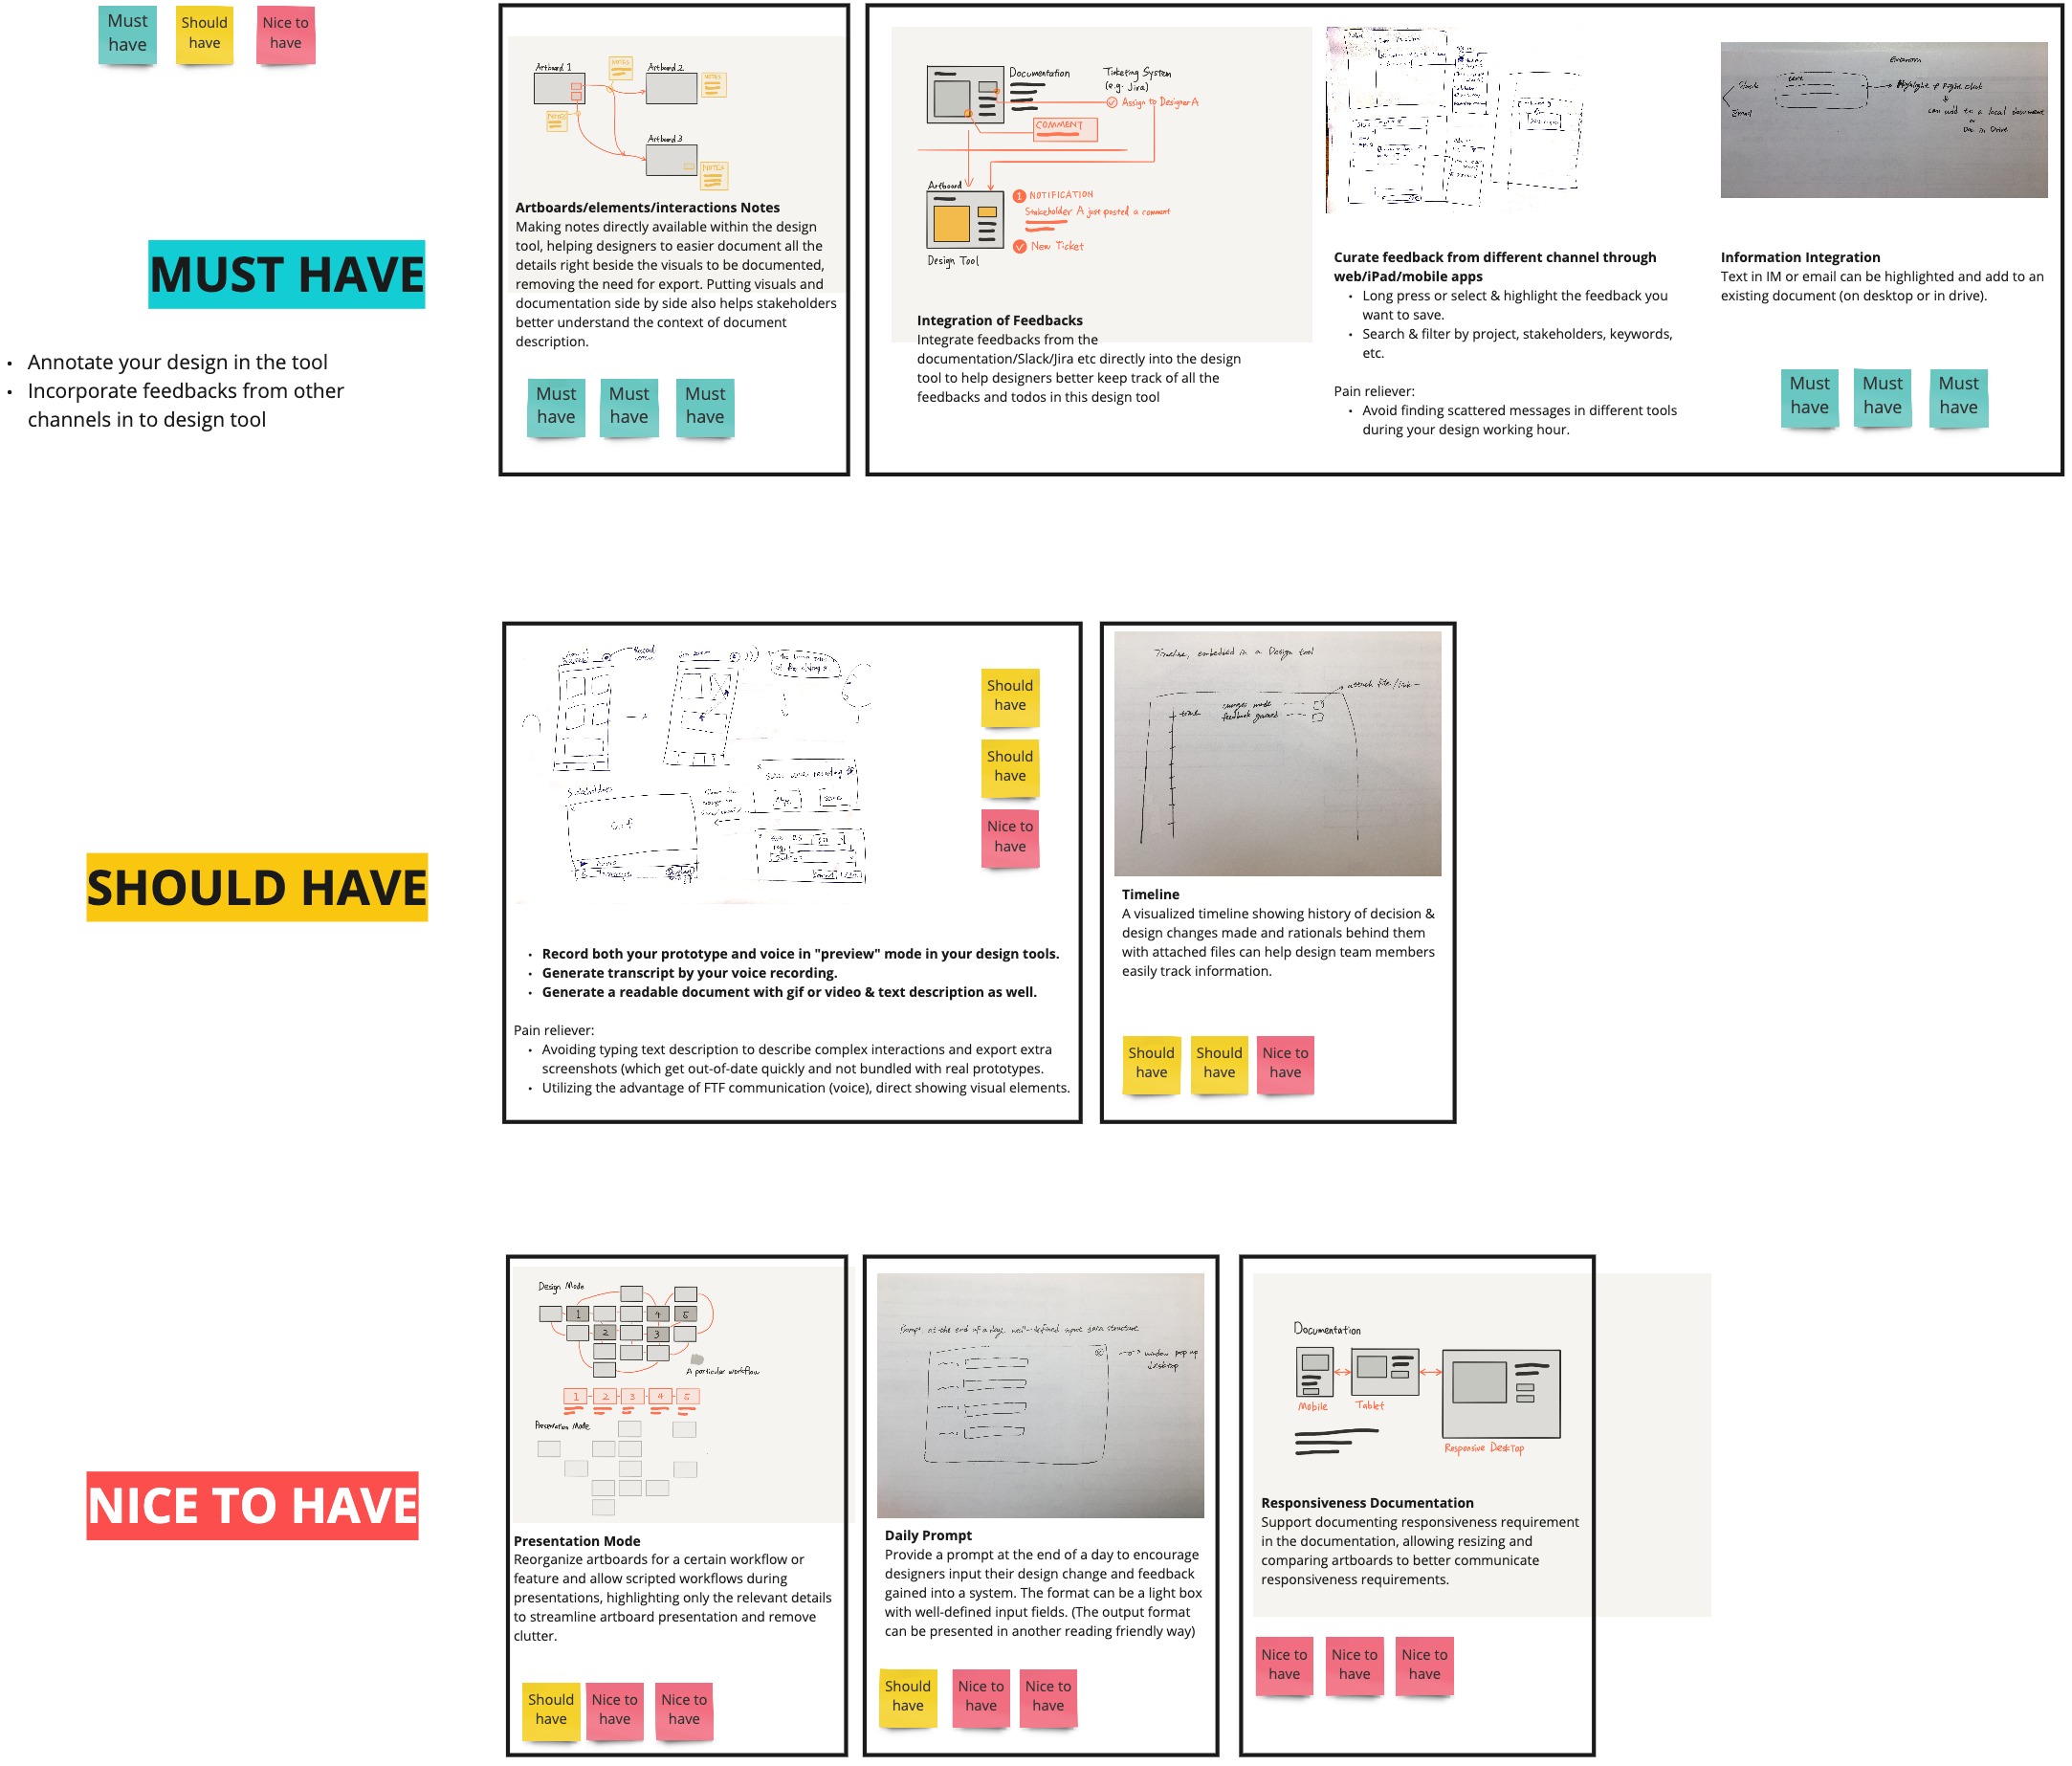 Must
have
Should
have
Nice to
have
MUST HAVE
• Annotate your design in the tool
• Incorporate feedbacks from other
channels in to design tool
Artboard 1
NOTES
Artboard 2
NOTES
NOTES
Artboard 3
NOTES
Artboards/elements/interactions Notes
Making notes directly available within the design
tool, helping designers to easier document all the
details right beside the visuals to be documented,
removing the need for export. Putting visuals and
documentation side by side also helps stakeholders
better understand the context of document
description.
Must
have
Must
have
Must
have
Documentation
Ticketing System
(e.g. Jira)
Assign to Designer A
COMMENT
Artboard
1 NOTIFICATION
Stakeholder A just posted a comment
New Ticket
Design Tool
Integration of Feedbacks
Integrate feedbacks from the
documentation/Slack/Jira etc directly into the design
tool to help designers better keep track of all the
feedbacks and todos in this design tool
Curate feedback from different channel through
web/iPad/mobile apps
• Long press or select & highlight the feedback you
want to save.
• Search & filter by project, stakeholders, keywords,
etc.
Pain reliever:
• Avoid finding scattered messages in different tools
during your design working hour.
Slack
Email
Highlight & Right click
can add to a local document
or
Doc in Drive
Information Integration
Text in IM or email can be highlighted and add to an
existing document (on desktop or in drive).
Must
have
Must
have
Must
have
SHOULD HAVE
Record
Stakeholders
Should
have
Should
have
Nice to
have
• Record both your prototype and voice in "preview" mode in your design tools.
• Generate transcript by your voice recording.
• Generate a readable document with gif or video & text description as well.
Pain reliever:
• Avoiding typing text description to describe complex interactions and export extra
screenshots (which get out-of-date quickly and not bundled with real prototypes.
• Utilizing the advantage of FTF communication (voice), direct showing visual elements.
Timeline, embedded in a Design tool
attach file/link
time
changes made
feedback gained
Timeline
A visualized timeline showing history of decision &
design changes made and rationals behind them
with attached files can help design team members
easily track information.
Should
have
Should
have
Nice to
have
NICE TO HAVE
Design Mode
1
4
5
2
3
A particular workflow
1
2
3
4
5
Presentation Mode
Presentation Mode
Reorganize artboards for a certain workflow or
feature and allow scripted workflows during
presentations, highlighting only the relevant details
to streamline artboard presentation and remove
clutter.
Should
have
Nice to
have
Nice to
have
Prompt at the end of a day, well-defined input data structure
window pop up
desktop
Daily Prompt
Provide a prompt at the end of a day to encourage
designers input their design change and feedback
gained into a system. The format can be a light box
with well-defined input fields. (The output format
can be presented in another reading friendly way)
Should
have
Nice to
have
Nice to
have
Documentation
Mobile
Tablet
Responsive Desktop
Responsiveness Documentation
Support documenting responsiveness requirement
in the documentation, allowing resizing and
comparing artboards to better communicate
responsiveness requirements.
Nice to
have
Nice to
have
Nice to
have